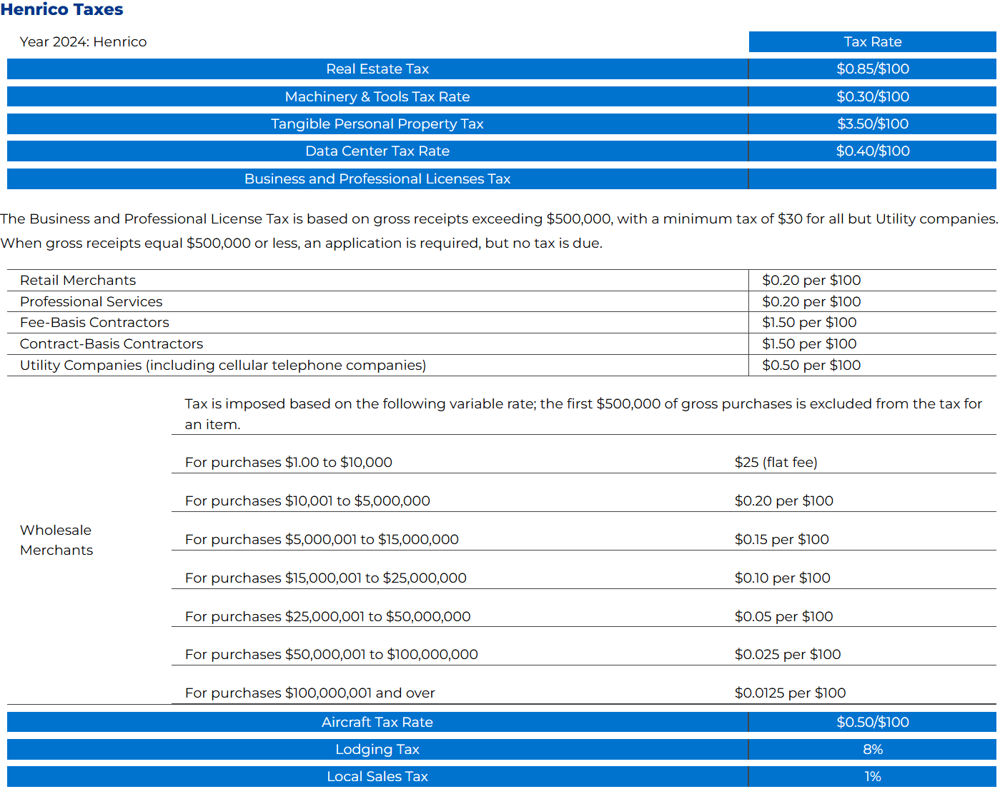 Henrico Taxes
Year 2024: Henrico Tax Rate
Real Estate Tax $0.85/$100
Machinery & Tools Tax Rate $0.30/$100
Tangible Personal Property Tax $3.50/$100
Data Center Tax Rate $0.40/$100
Business and Professional Licenses Tax
The Business and Professional License Tax is based on gross receipts exceeding $500,000, with a minimum tax of $30 for all but Utility companies.
When gross receipts equal $500,000 or less, an application is required, but no tax is due.
Retail Merchants $0.20 per $100
Professional Services $0.20 per $100
Fee-Basis Contractors $1.50 per $100
Contract-Basis Contractors $1.50 per $100
Utility Companies (including cellular telephone companies) $0.50 per $100
Wholesale
Merchants
Tax is imposed based on the following variable rate; the first $500,000 of gross purchases is excluded from the tax for
an item.
For purchases $1.00 to $10,000 $25 (flat fee)
For purchases $10,001 to $5,000,000 $0.20 per $100
For purchases $5,000,001 to $15,000,000 $0.15 per $100
For purchases $15,000,001 to $25,000,000 $0.10 per $100
For purchases $25,000,001 to $50,000,000 $0.05 per $100
For purchases $50,000,001 to $100,000,000 $0.025 per $100
For purchases $100,000,001 and over $0.0125 per $100
Aircraft Tax Rate $0.50/$100
Lodging Tax 8%
Local Sales Tax 1%